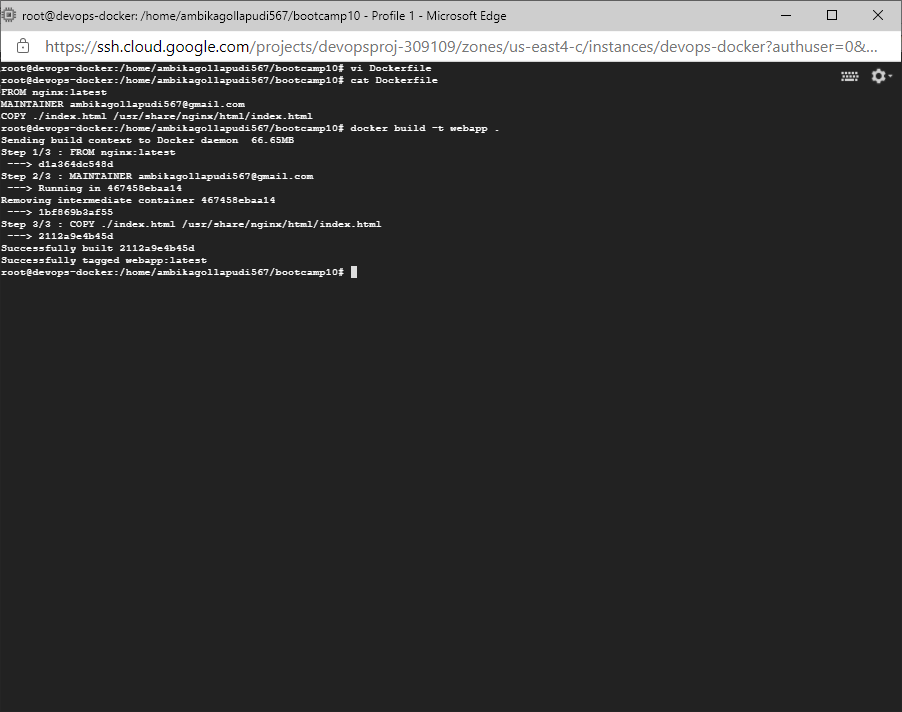 root@devops-docker: /home/ambikagollapudi567/bootcamp10 - Profile 1 - Microsoft Edge
https://ssh.cloud.google.com/projects/devopsproj-309109/zones/us-east4-c/instances/devops-docker?authuser=0&...
root@devops-docker:/home/ambikagollapudi567/bootcamp10# vi Dockerfile
root@devops-docker:/home/ambikagollapudi567/bootcamp10# cat Dockerfile
FROM nginx:latest
MAINTAINER ambikagollapudi567@gmail.com
COPY ./index.html /usr/share/nginx/html/index.html
root@devops-docker:/home/ambikagollapudi567/bootcamp10# docker build -t webapp .
Sending build context to Docker daemon  66.65MB
Step 1/3 : FROM nginx:latest
 ---> d1a364dc548d
Step 2/3 : MAINTAINER ambikagollapudi567@gmail.com
 ---> Running in 467458ebaa14
Removing intermediate container 467458ebaa14
 ---> 1bf869b3af55
Step 3/3 : COPY ./index.html /usr/share/nginx/html/index.html
 ---> 2112a9e4b45d
Successfully built 2112a9e4b45d
Successfully tagged webapp:latest
root@devops-docker:/home/ambikagollapudi567/bootcamp10#